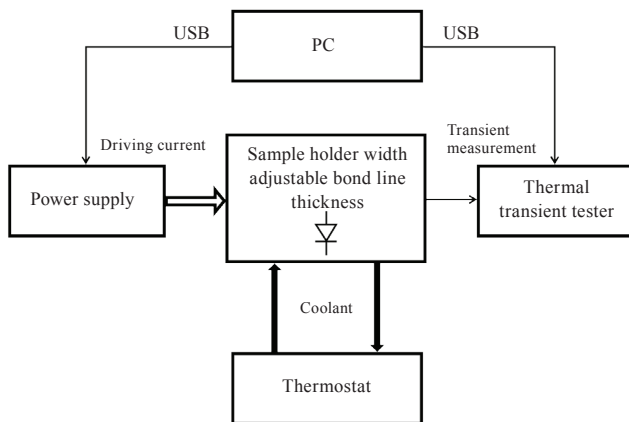 USB
PC
USB
Driving current
Transient
measurement
Power supply
Sample holder width
adjustable bond line
thickness
Thermal
transient tester
Coolant
Thermostat